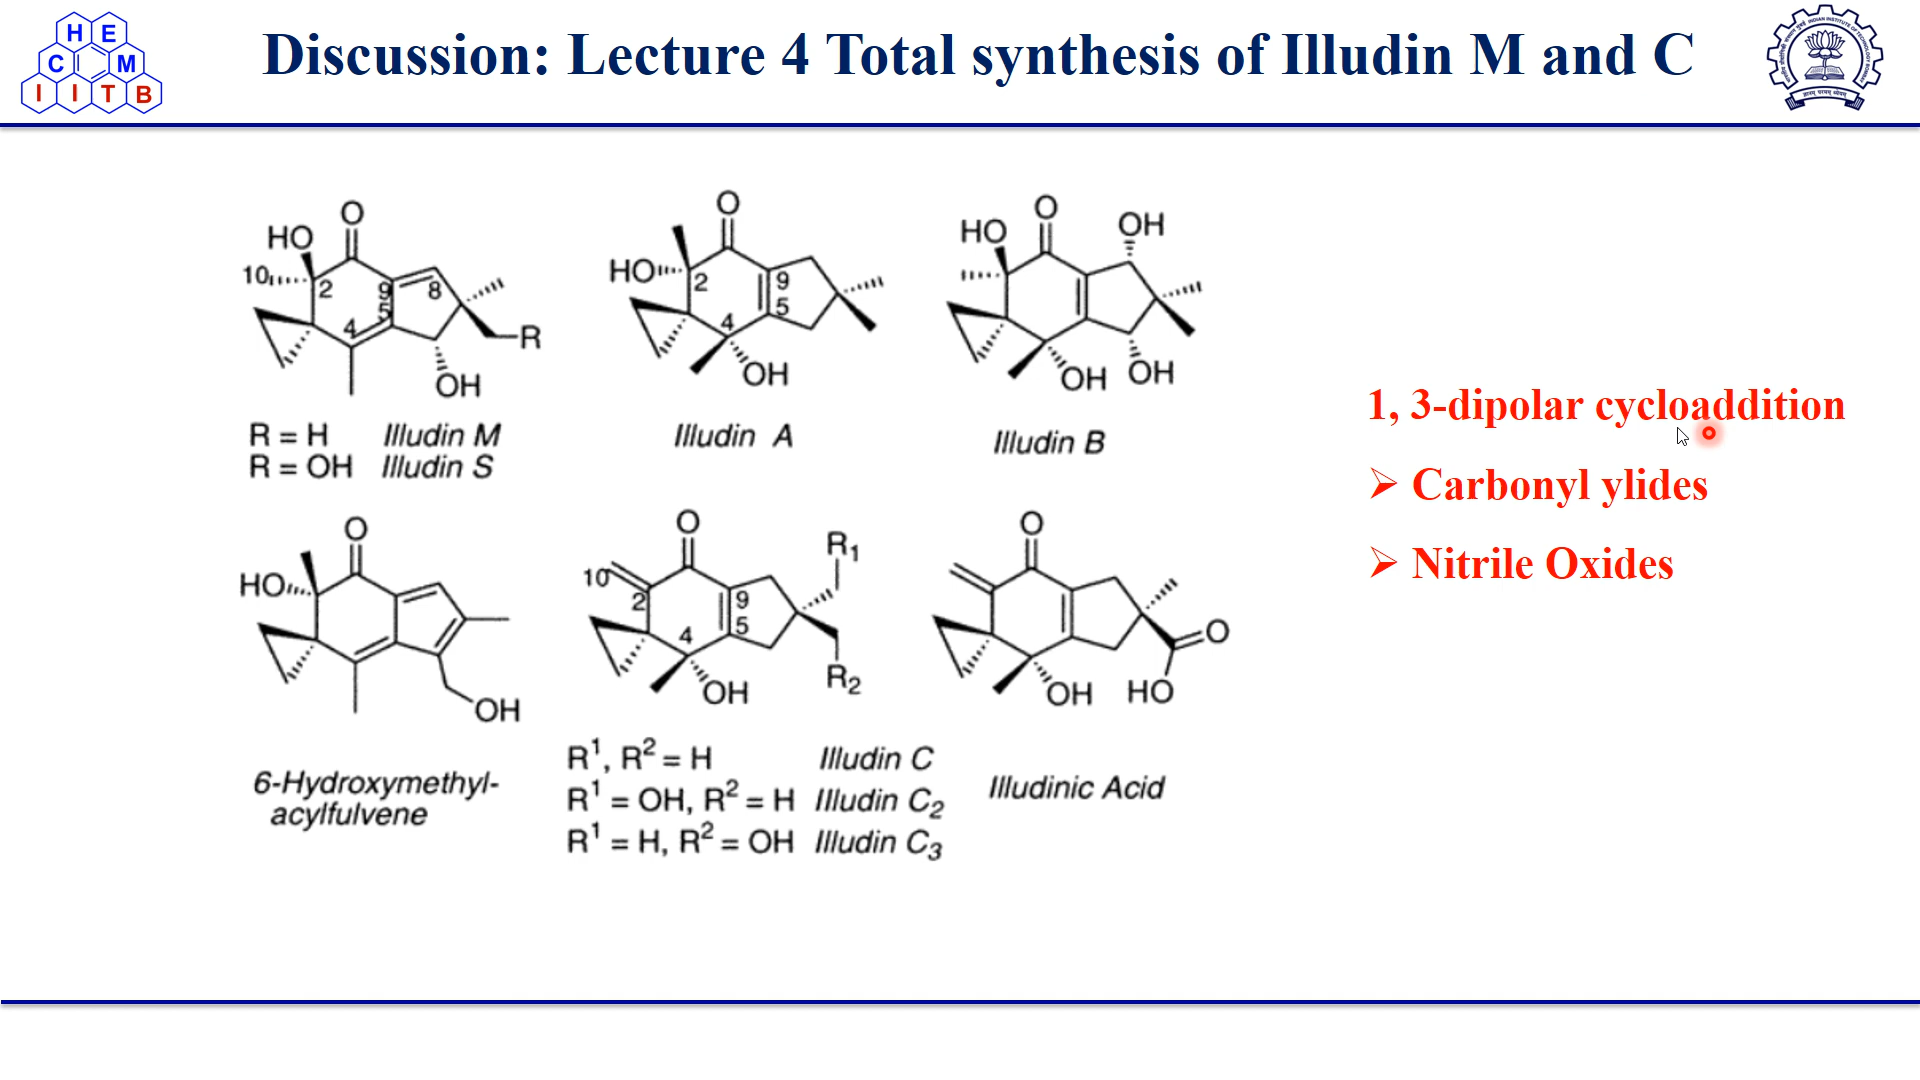 H E
C M
I I T B
Discussion: Lecture 4 Total synthesis of Illudin M and C
O
HO
10
2
9
8
5
4
R
OH
R = H Illudin M
R = OH Illudin S
O
HO
2
9
5
4
OH
Illudin A
O
HO
OH
OH
OH
Illudin B
1, 3-dipolar cycloaddition
➢ Carbonyl ylides
➢ Nitrile Oxides
O
HO
OH
6-Hydroxymethyl-
acylfulvene
O
R₁
10
2
9
5
4
OH
R₂
R¹, R² = H Illudin C
R¹ = OH, R² = H Illudin C₂
R¹ = H, R² = OH Illudin C₃
O
O
OH
HO
Illudinic Acid